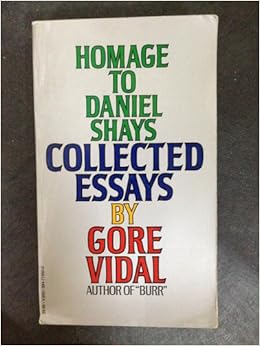 HOMAGE
TO
DANIEL
SHAYS
COLLECTED
ESSAYS
BY
GORE
VIDAL
AUTHOR OF "BURR"